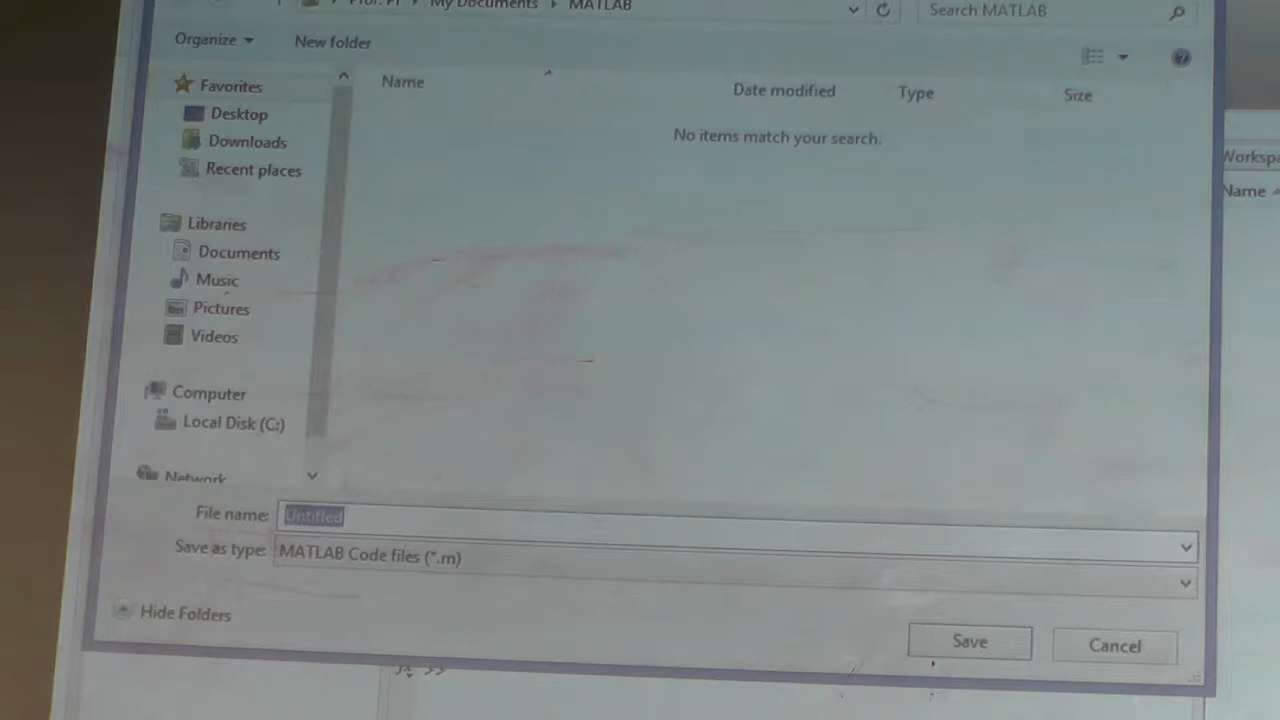 My Documents MATLAB
Search MATLAB
Organize New folder
Name Date modified Type Size
No items match your search.
Favorites
Desktop
Downloads
Recent places
Libraries
Documents
Music
Pictures
Videos
Computer
Local Disk (C:)
Network
File name: Untitled
Save as type: MATLAB Code files (*.m)
Hide Folders
Save Cancel
Name
>>